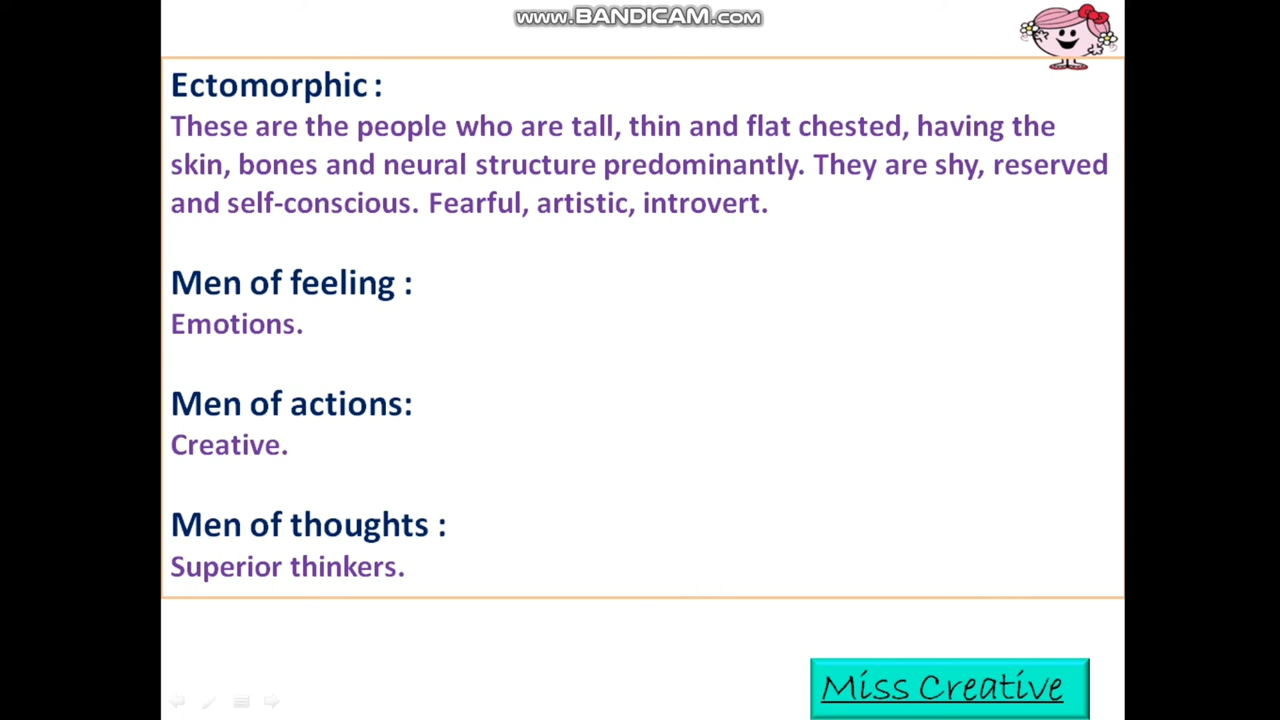 www.BANDICAM.com
Ectomorphic :
These are the people who are tall, thin and flat chested, having the
skin, bones and neural structure predominantly. They are shy, reserved
and self-conscious. Fearful, artistic, introvert.
Men of feeling :
Emotions.
Men of actions:
Creative.
Men of thoughts :
Superior thinkers.
Miss Creative